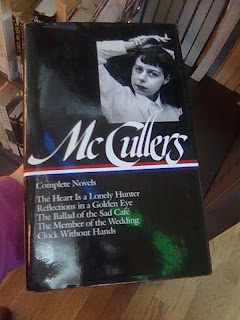 McCullers
Complete Novels
The Heart Is a Lonely Hunter
Reflections in a Golden Eye
The Ballad of the Sad Café
The Member of the Wedding
Clock Without Hands